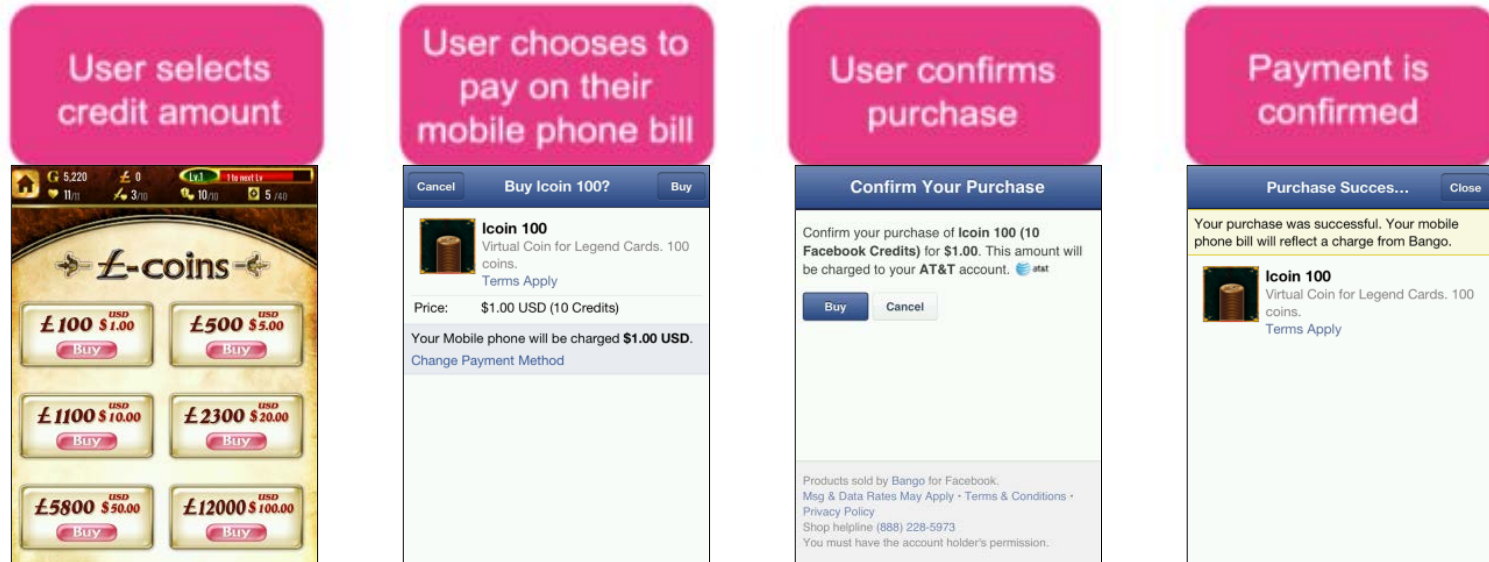 User selects
credit amount
G 5,220
£ 0
Lv.1
1 to next Lv
11/11
3/10
10/10
5 /40
£-coins
£100 $1.00 USD
Buy
£500 $5.00 USD
Buy
£1100 $10.00 USD
Buy
£2300 $20.00 USD
Buy
£5800 $50.00 USD
Buy
£12000 $100.00 USD
Buy
User chooses to
pay on their
mobile phone bill
Cancel
Buy Icoin 100?
Buy
Icoin 100
Virtual Coin for Legend Cards. 100
coins.
Terms Apply
Price: $1.00 USD (10 Credits)
Your Mobile phone will be charged $1.00 USD.
Change Payment Method
User confirms
purchase
Confirm Your Purchase
Confirm your purchase of Icoin 100 (10
Facebook Credits) for $1.00. This amount will
be charged to your AT&T account. at&t
Buy
Cancel
Products sold by Bango for Facebook.
Msg & Data Rates May Apply · Terms & Conditions ·
Privacy Policy
Shop helpline (888) 228-5973
You must have the account holder's permission.
Payment is
confirmed
Purchase Succes...
Close
Your purchase was successful. Your mobile
phone bill will reflect a charge from Bango.
Icoin 100
Virtual Coin for Legend Cards. 100
coins.
Terms Apply